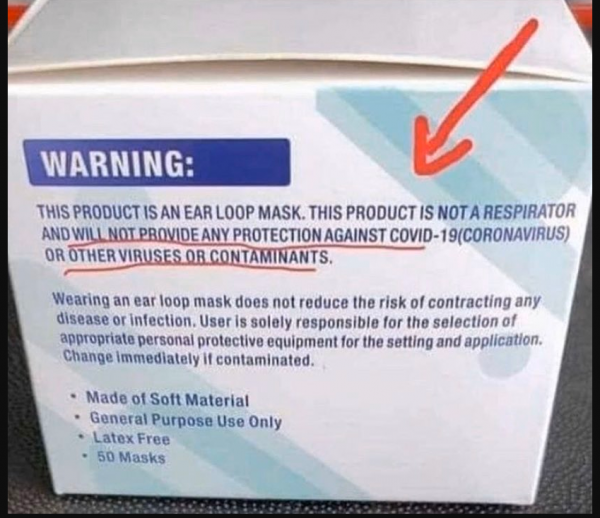 WARNING:
THIS PRODUCT IS AN EAR LOOP MASK. THIS PRODUCT IS NOT A RESPIRATOR
AND WILL NOT PROVIDE ANY PROTECTION AGAINST COVID-19(CORONAVIRUS)
OR OTHER VIRUSES OR CONTAMINANTS.
Wearing an ear loop mask does not reduce the risk of contracting any
disease or infection. User is solely responsible for the selection of
appropriate personal protective equipment for the setting and application.
Change immediately if contaminated.
• Made of Soft Material
• General Purpose Use Only
• Latex Free
• 50 Masks